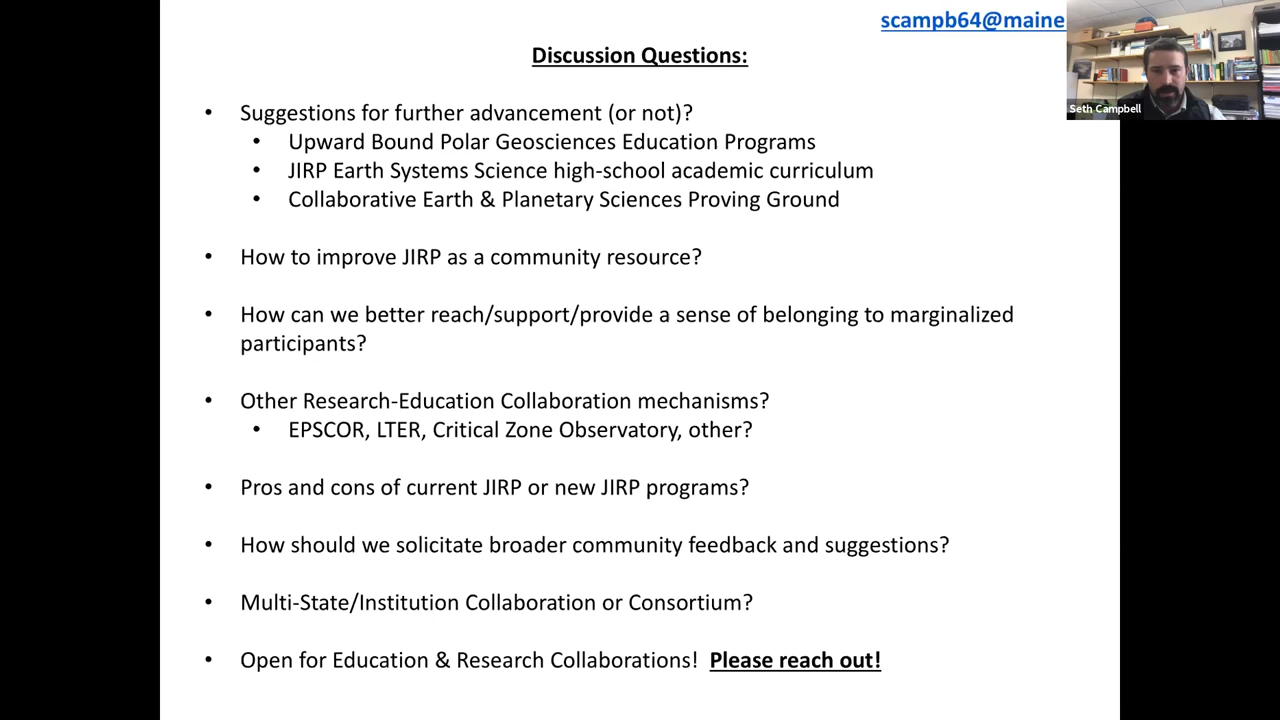 scampb64@maine
Seth Campbell
Discussion Questions:
• Suggestions for further advancement (or not)?
• Upward Bound Polar Geosciences Education Programs
• JIRP Earth Systems Science high-school academic curriculum
• Collaborative Earth & Planetary Sciences Proving Ground
• How to improve JIRP as a community resource?
• How can we better reach/support/provide a sense of belonging to marginalized
participants?
• Other Research-Education Collaboration mechanisms?
• EPSCOR, LTER, Critical Zone Observatory, other?
• Pros and cons of current JIRP or new JIRP programs?
• How should we solicitate broader community feedback and suggestions?
• Multi-State/Institution Collaboration or Consortium?
• Open for Education & Research Collaborations! Please reach out!